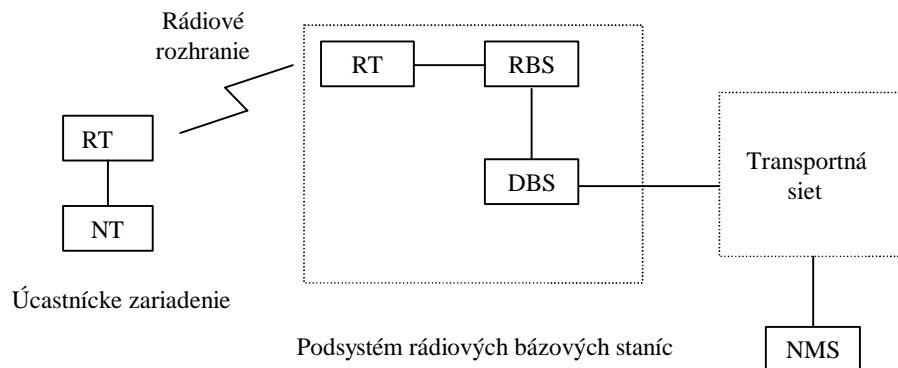 Rádiové
rozhranie
RT
RBS
RT
DBS
Transportná
siet
NT
Úcastnícke zariadenie
Podsystém rádiových bázových staníc
NMS